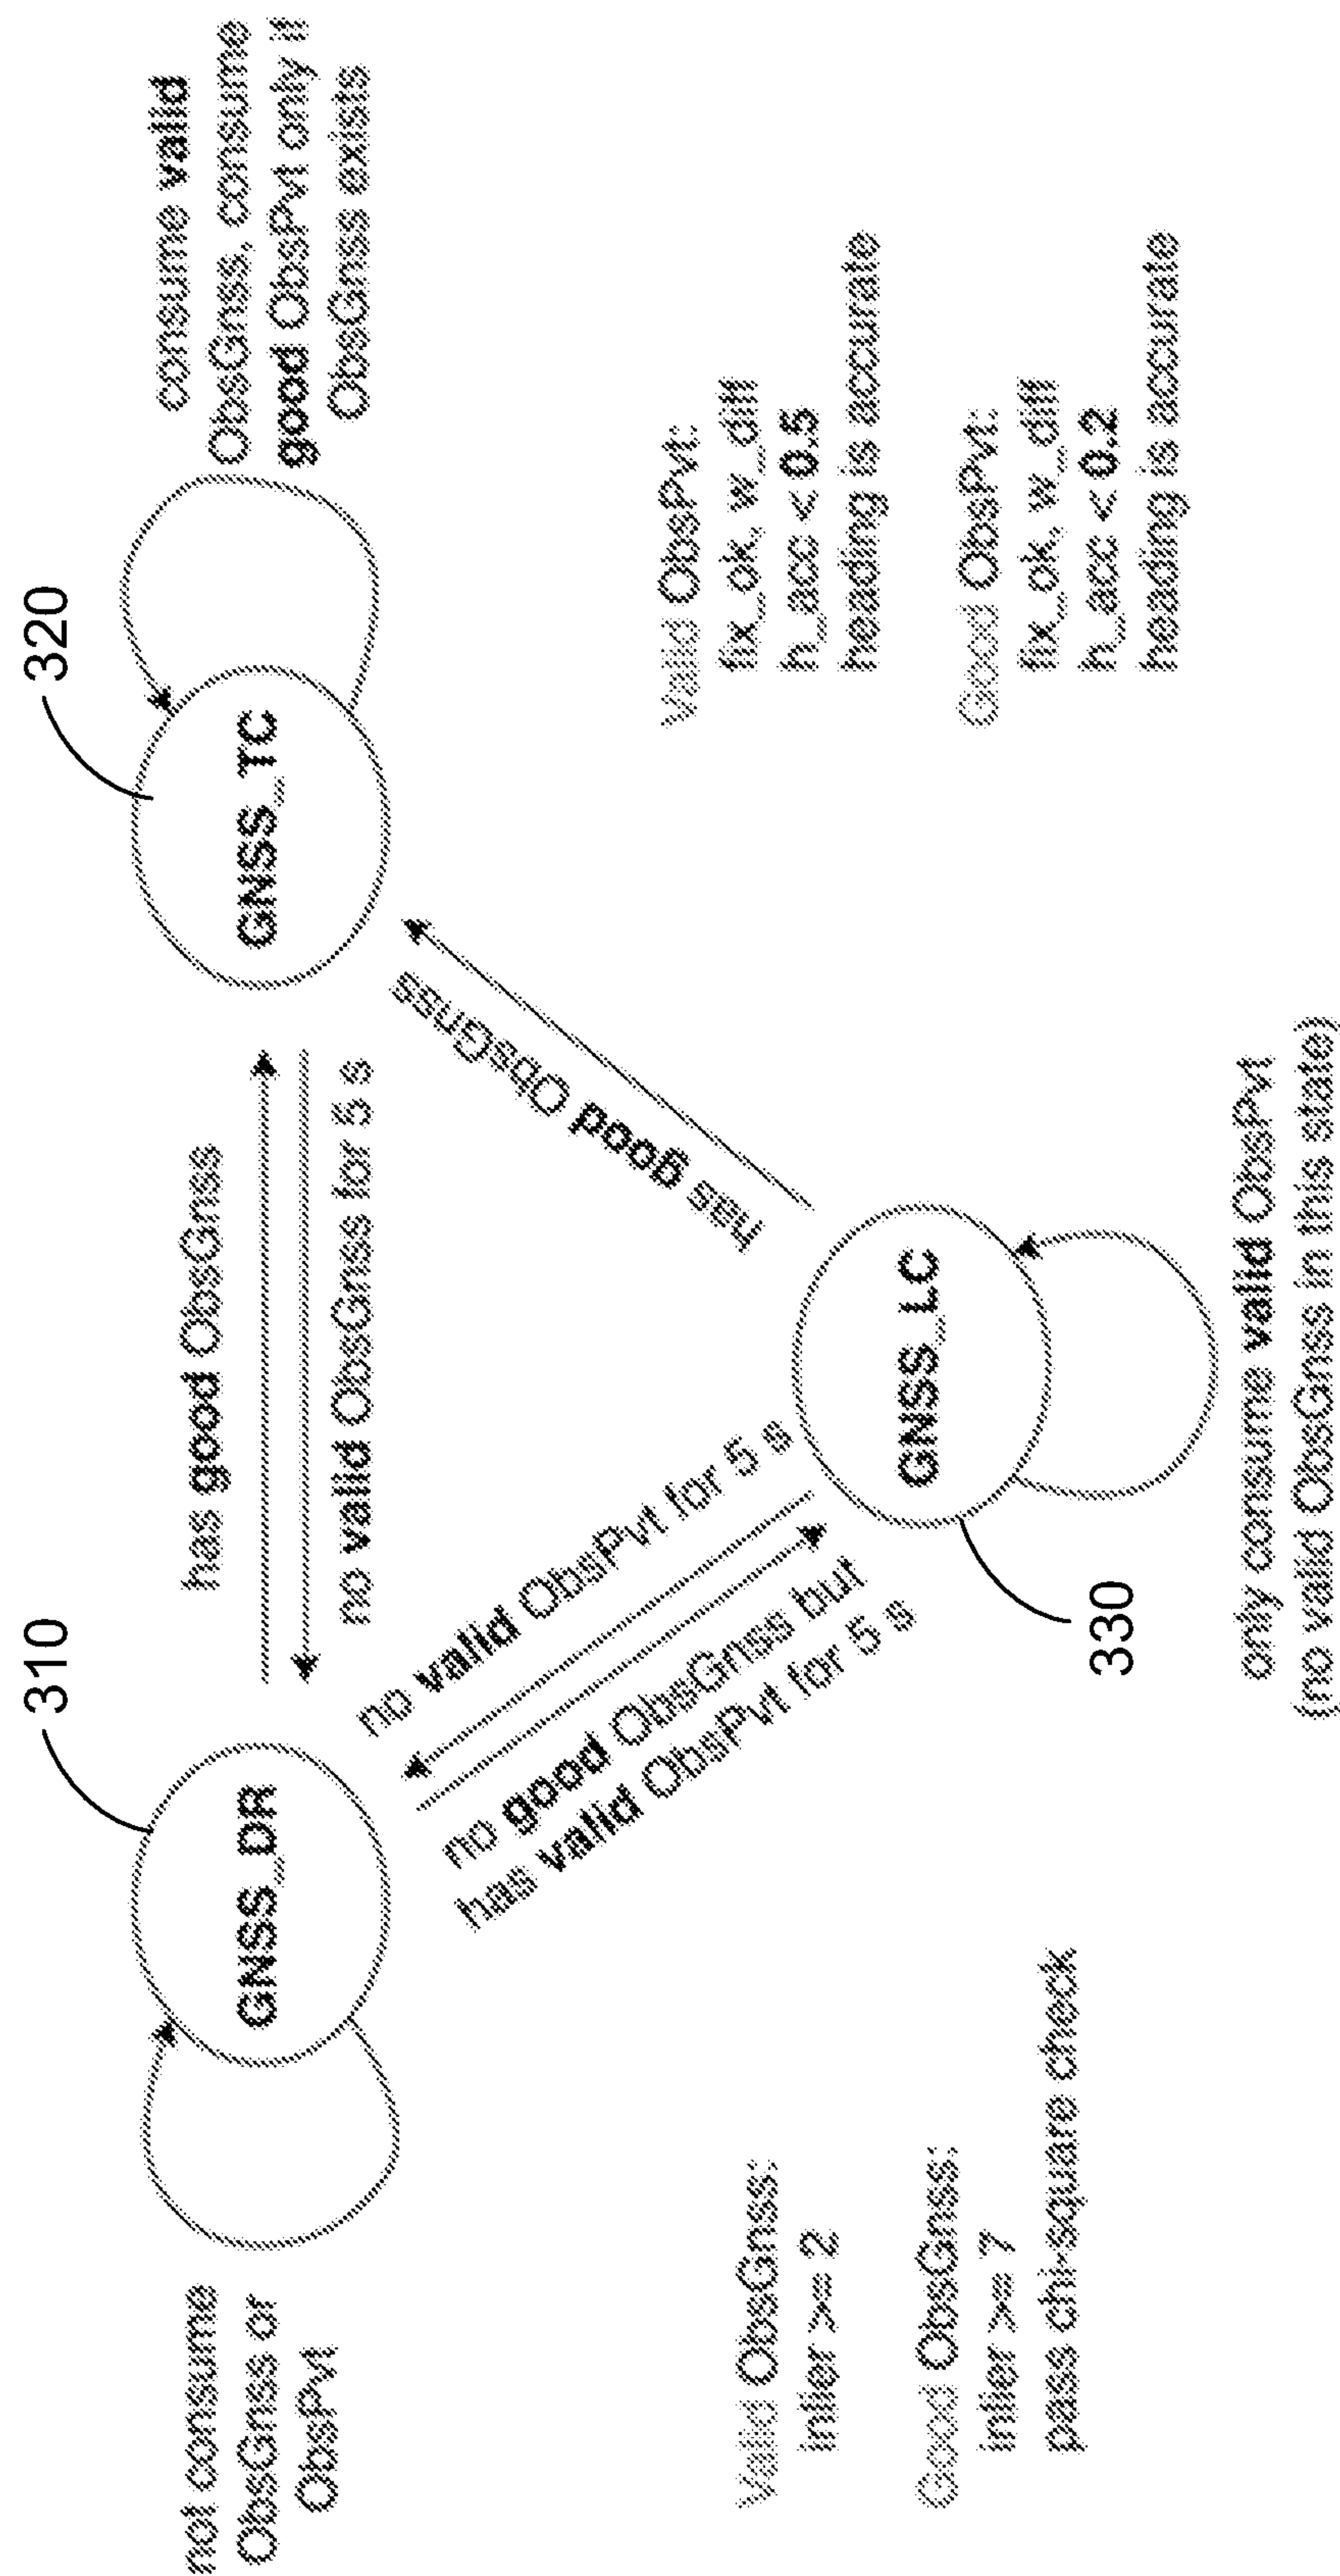 310
320
not consume
ObsGnss or
ObsPvt
GNSS_DR
has good ObsGnss
no valid ObsGnss for 5 s
GNSS_TC
consume valid
ObsGnss, consume
good ObsPvt only if
ObsGnss exists
no valid ObsPvt for 5 s
no good ObsGnss but
has valid ObsPvt for 5 s
has good ObsGnss
GNSS_LC
330
only consume valid ObsPvt
(no valid ObsGnss in this state)
Valid ObsGnss:
inlier >= 2
Good ObsGnss:
inlier >= 7
pass chi-square check
Valid ObsPvt:
fix_ok, w_diff
h_acc < 0.5
heading is accurate
Good ObsPvt:
fix_ok, w_diff
h_acc < 0.2
heading is accurate